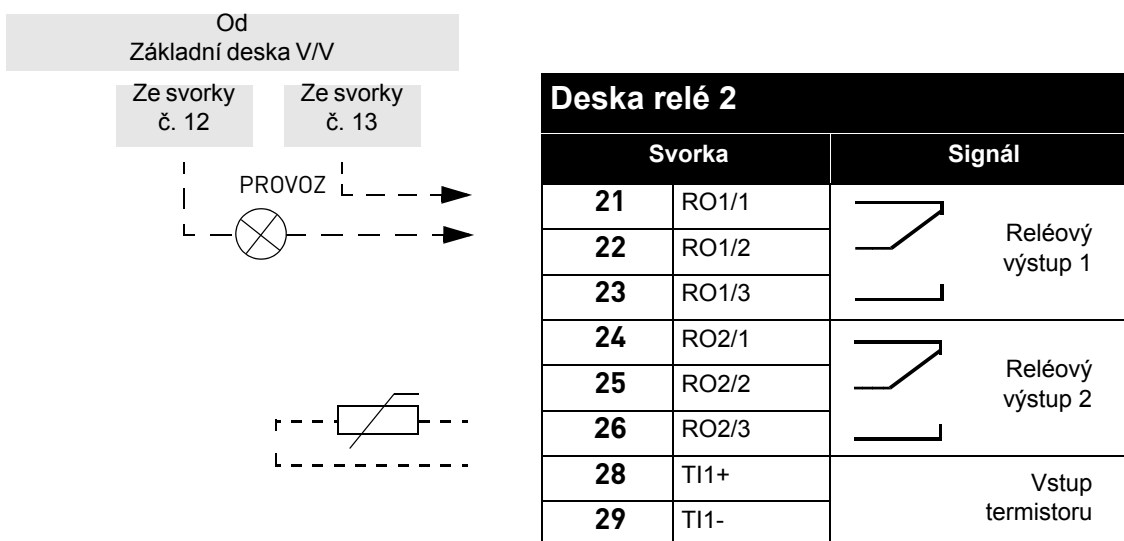 Od
Základní deska V/V
Ze svorky
č. 12
Ze svorky
č. 13
PROVOZ
Deska relé 2
Svorka Signál
21 RO1/1
22 RO1/2
23 RO1/3
Reléový
výstup 1
24 RO2/1
25 RO2/2
26 RO2/3
Reléový
výstup 2
28 TI1+
29 TI1-
Vstup
termistoru